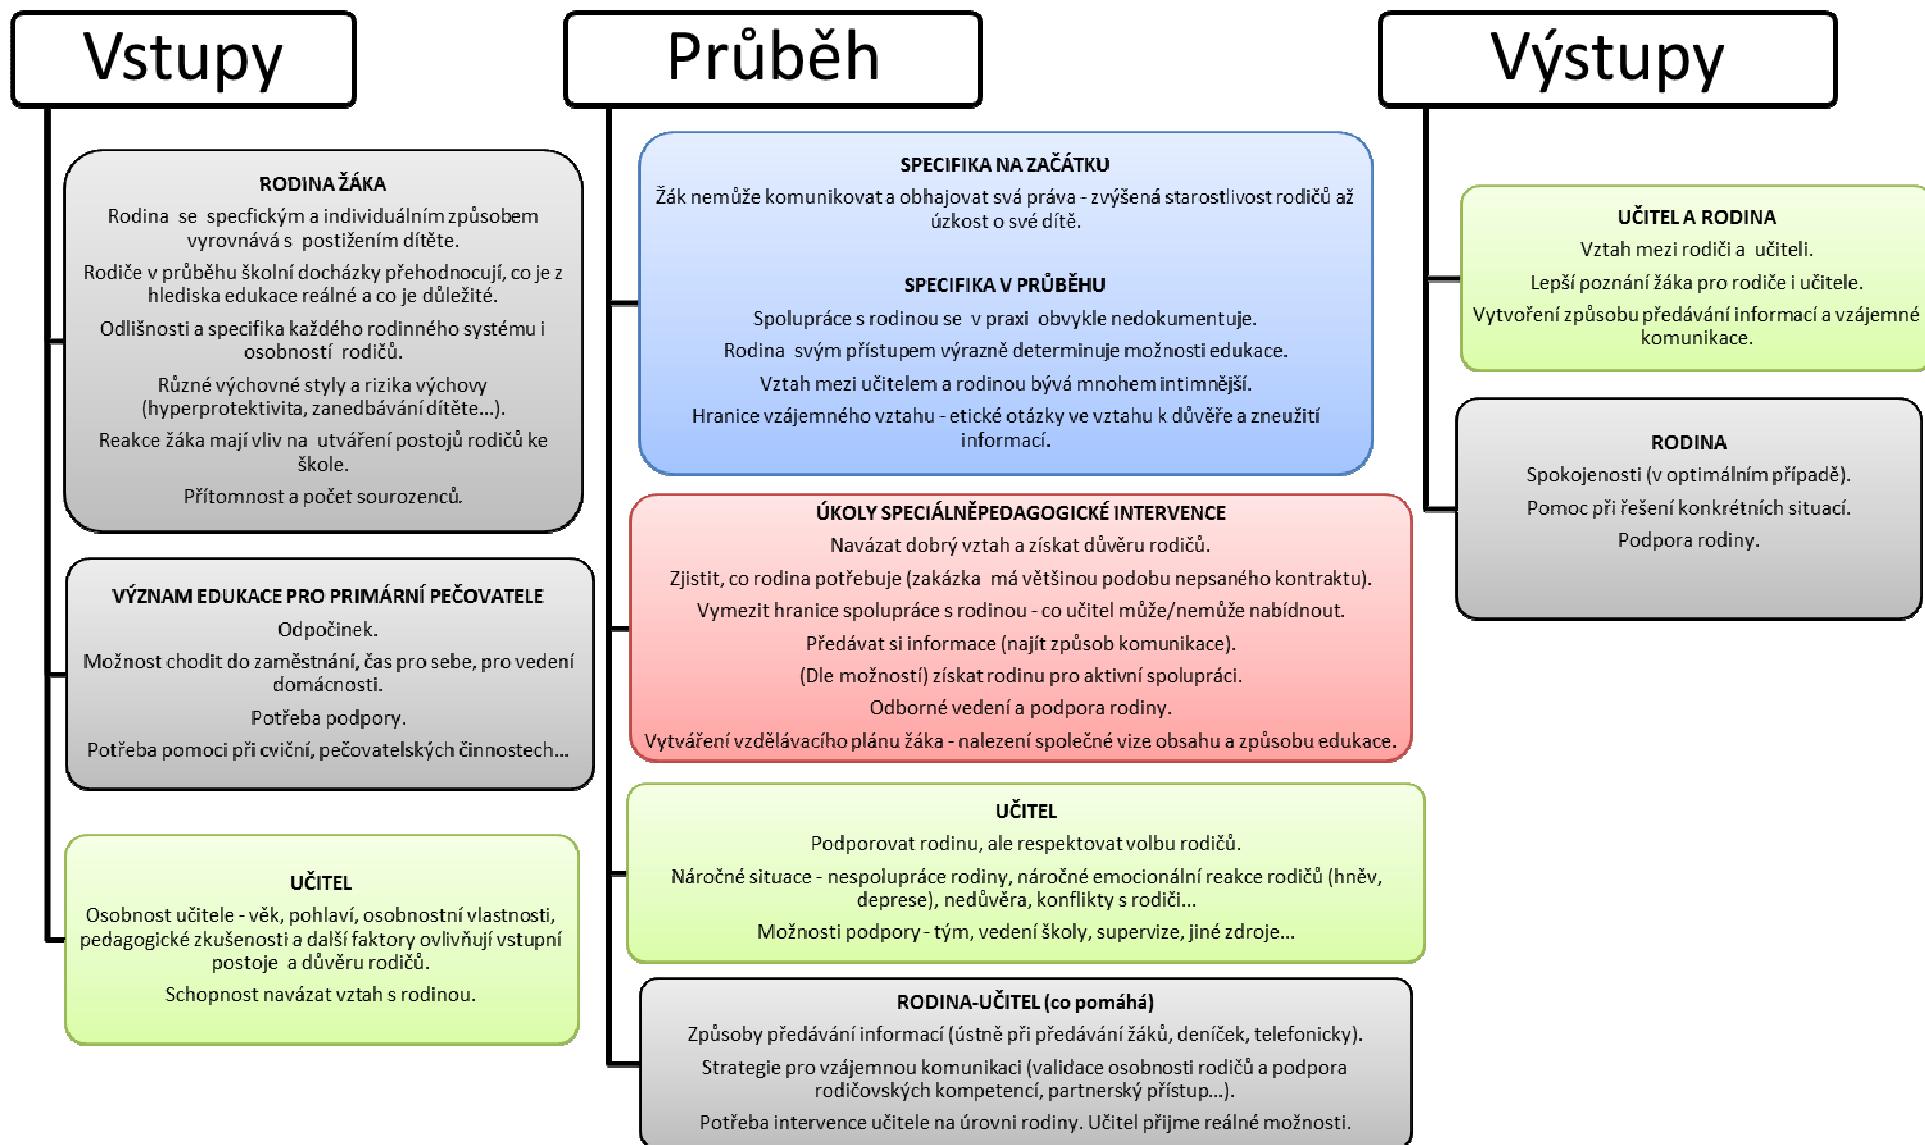 Vstupy
RODINA ŽÁKA
Rodina se specfickým a individuálním způsobem
vyrovnává s postižením dítěte.
Rodiče v průběhu školní docházky přehodnocují, co je z
hlediska edukace reálné a co je důležité.
Odlišnosti a specifika každého rodinného systému i
osobností rodičů.
Různé výchovné styly a rizika výchovy
(hyperprotektivita, zanedbávání dítěte...).
Reakce žáka mají vliv na utváření postojů rodičů ke
škole.
Přítomnost a počet sourozenců.
VÝZNAM EDUKACE PRO PRIMÁRNÍ PEČOVATELE
Odpočinek.
Možnost chodit do zaměstnání, čas pro sebe, pro vedení
domácnosti.
Potřeba podpory.
Potřeba pomoci při cviční, pečovatelských činnostech...
UČITEL
Osobnost učitele - věk, pohlaví, osobnostní vlastnosti,
pedagogické zkušenosti a další faktory ovlivňují vstupní
postoje a důvěru rodičů.
Schopnost navázat vztah s rodinou.
Průběh
SPECIFIKA NA ZAČÁTKU
Žák nemůže komunikovat a obhajovat svá práva - zvýšená starostlivost rodičů až
úzkost o své dítě.
SPECIFIKA V PRŮBĚHU
Spolupráce s rodinou se v praxi obvykle nedokumentuje.
Rodina svým přístupem výrazně determinuje možnosti edukace.
Vztah mezi učitelem a rodinou bývá mnohem intimnější.
Hranice vzájemného vztahu - etické otázky ve vztahu k důvěře a zneužití
informací.
ÚKOLY SPECIÁLNĚPEDAGOGICKÉ INTERVENCE
Navázat dobrý vztah a získat důvěru rodičů.
Zjistit, co rodina potřebuje (zakázka má většinou podobu nepsaného kontraktu).
Vymezit hranice spolupráce s rodinou - co učitel může/nemůže nabídnout.
Předávat si informace (najít způsob komunikace).
(Dle možností) získat rodinu pro aktivní spolupráci.
Odborné vedení a podpora rodiny.
Vytváření vzdělávacího plánu žáka - nalezení společné vize obsahu a způsobu edukace.
UČITEL
Podporovat rodinu, ale respektovat volbu rodičů.
Náročné situace - nespolupráce rodiny, náročné emocionální reakce rodičů (hněv,
deprese), nedůvěra, konflikty s rodiči...
Možnosti podpory - tým, vedení školy, supervize, jiné zdroje...
RODINA-UČITEL (co pomáhá)
Způsoby předávání informací (ústně při předávání žáků, deníček, telefonicky).
Strategie pro vzájemnou komunikaci (validace osobnosti rodičů a podpora
rodičovských kompetencí, partnerský přístup...).
Potřeba intervence učitele na úrovni rodiny. Učitel přijme reálné možnosti.
Výstupy
UČITEL A RODINA
Vztah mezi rodiči a učiteli.
Lepší poznání žáka pro rodiče i učitele.
Vytvoření způsobu předávání informací a vzájemné
komunikace.
RODINA
Spokojenosti (v optimálním případě).
Pomoc při řešení konkrétních situací.
Podpora rodiny.